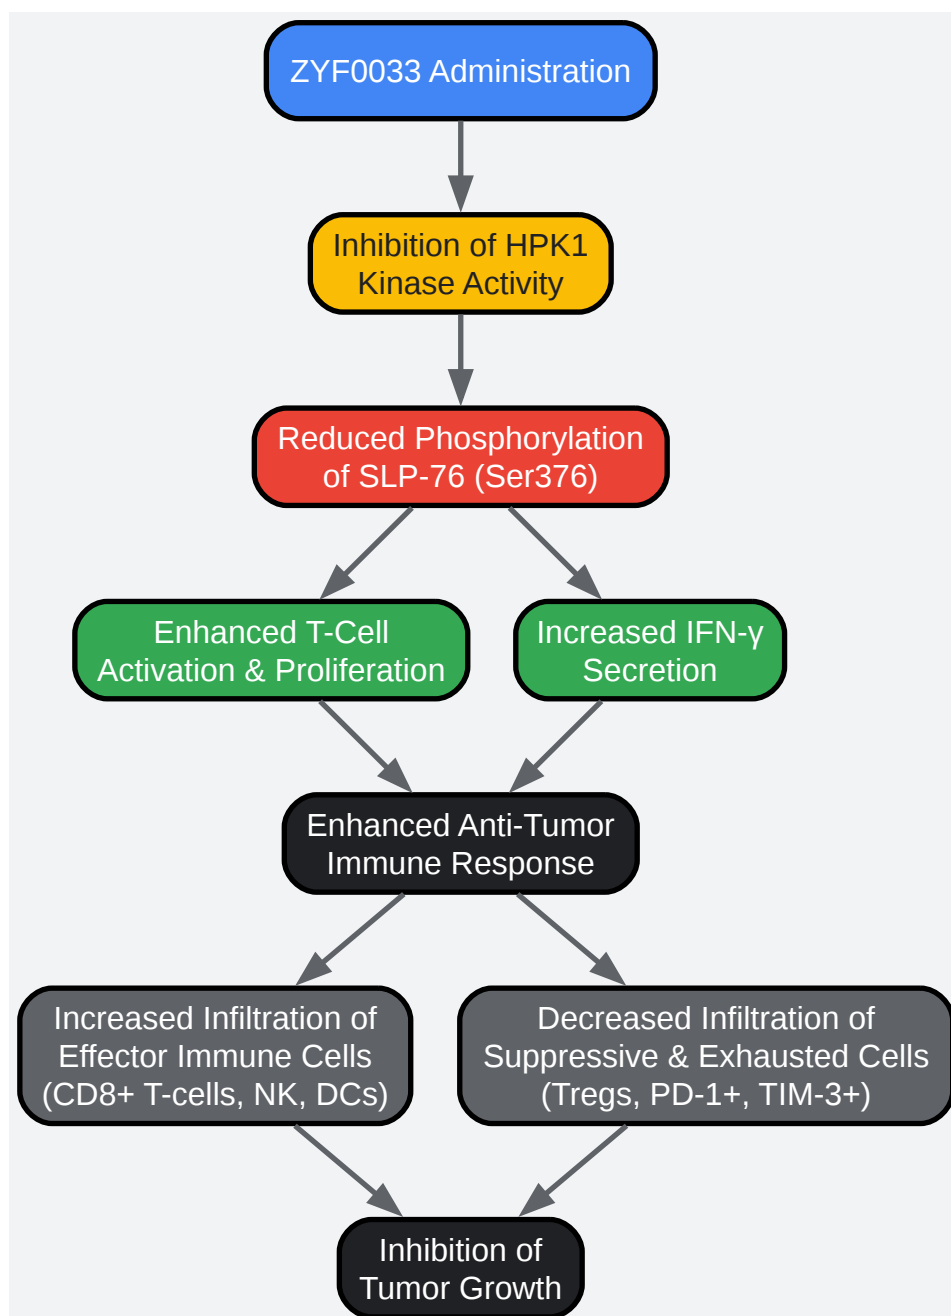 ZYF0033 Administration
Inhibition of HPK1
Kinase Activity
Reduced Phosphorylation
of SLP-76 (Ser376)
Enhanced T-Cell
Activation & Proliferation
Increased IFN-γ
Secretion
Enhanced Anti-Tumor
Immune Response
Increased Infiltration of
Effector Immune Cells
(CD8+ T-cells, NK, DCs)
Decreased Infiltration of
Suppressive & Exhausted Cells
(Tregs, PD-1+, TIM-3+)
Inhibition of
Tumor Growth